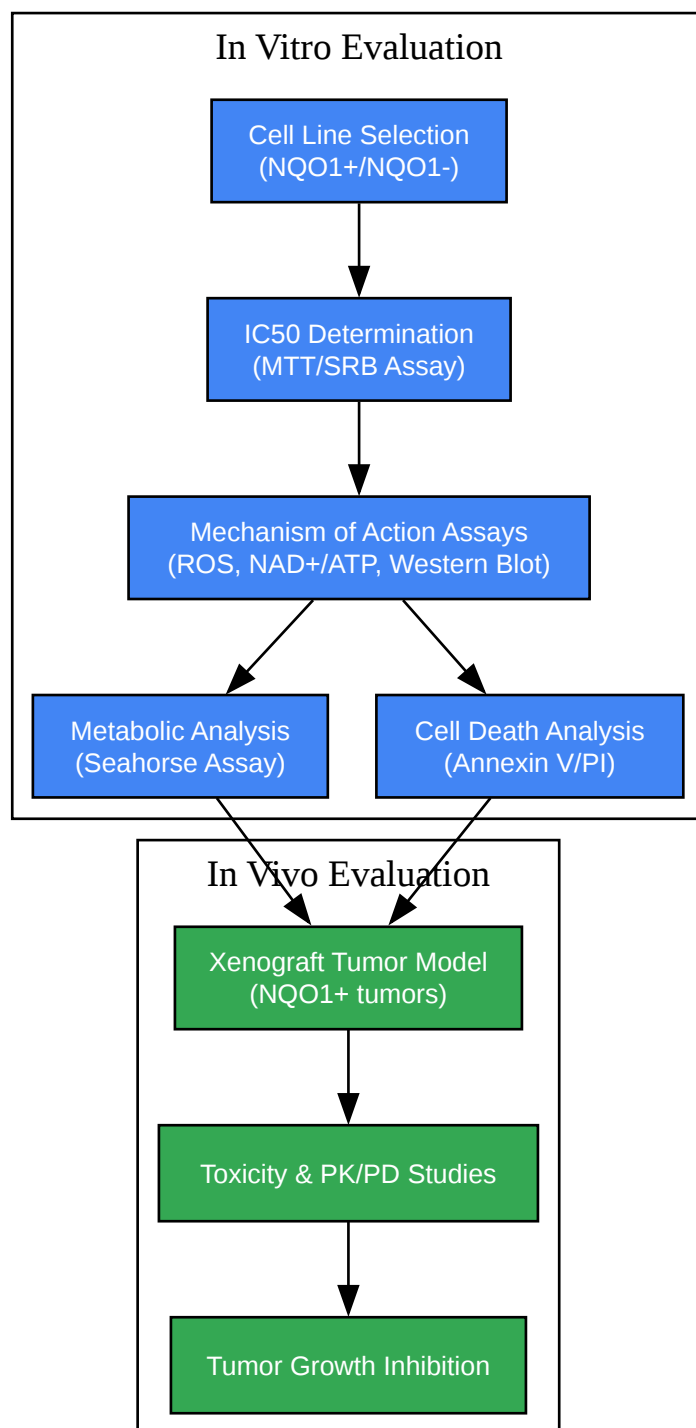 In Vitro Evaluation
Cell Line Selection
(NQO1+/NQO1-)
IC50 Determination
(MTT/SRB Assay)
Mechanism of Action Assays
(ROS, NAD+/ATP, Western Blot)
Metabolic Analysis
(Seahorse Assay)
Cell Death Analysis
(Annexin V/PI)
In Vivo Evaluation
Xenograft Tumor Model
(NQO1+ tumors)
Toxicity & PK/PD Studies
Tumor Growth Inhibition